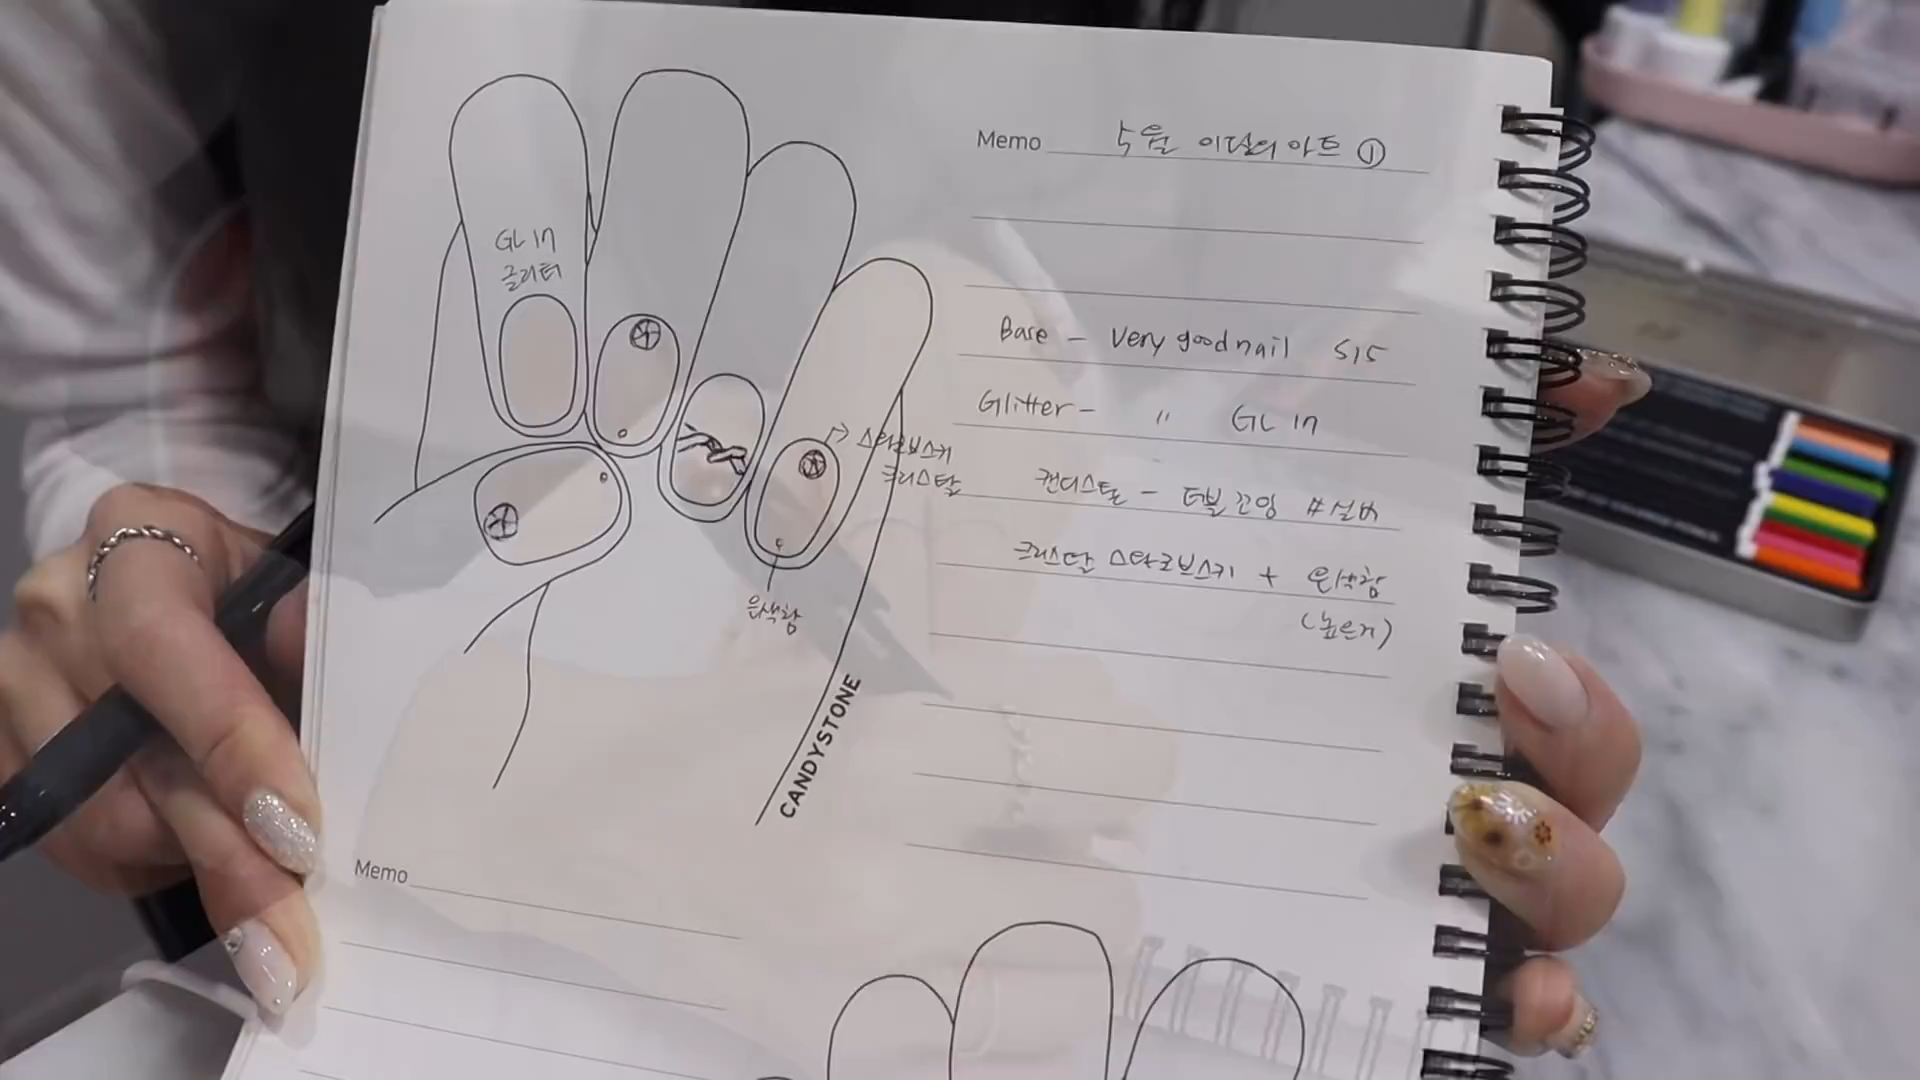 Memo 5월 이달의 아트 ①
GL 17
글리터
Base - Very good nail S15
Glitter - 〃 GL 17
스와로브스키
크리스탈
캔디스톤 - 더블꼬임 #실버
크리스탈 스와로브스키 + 은색참
(높은거)
은색참
CANDYSTONE
Memo